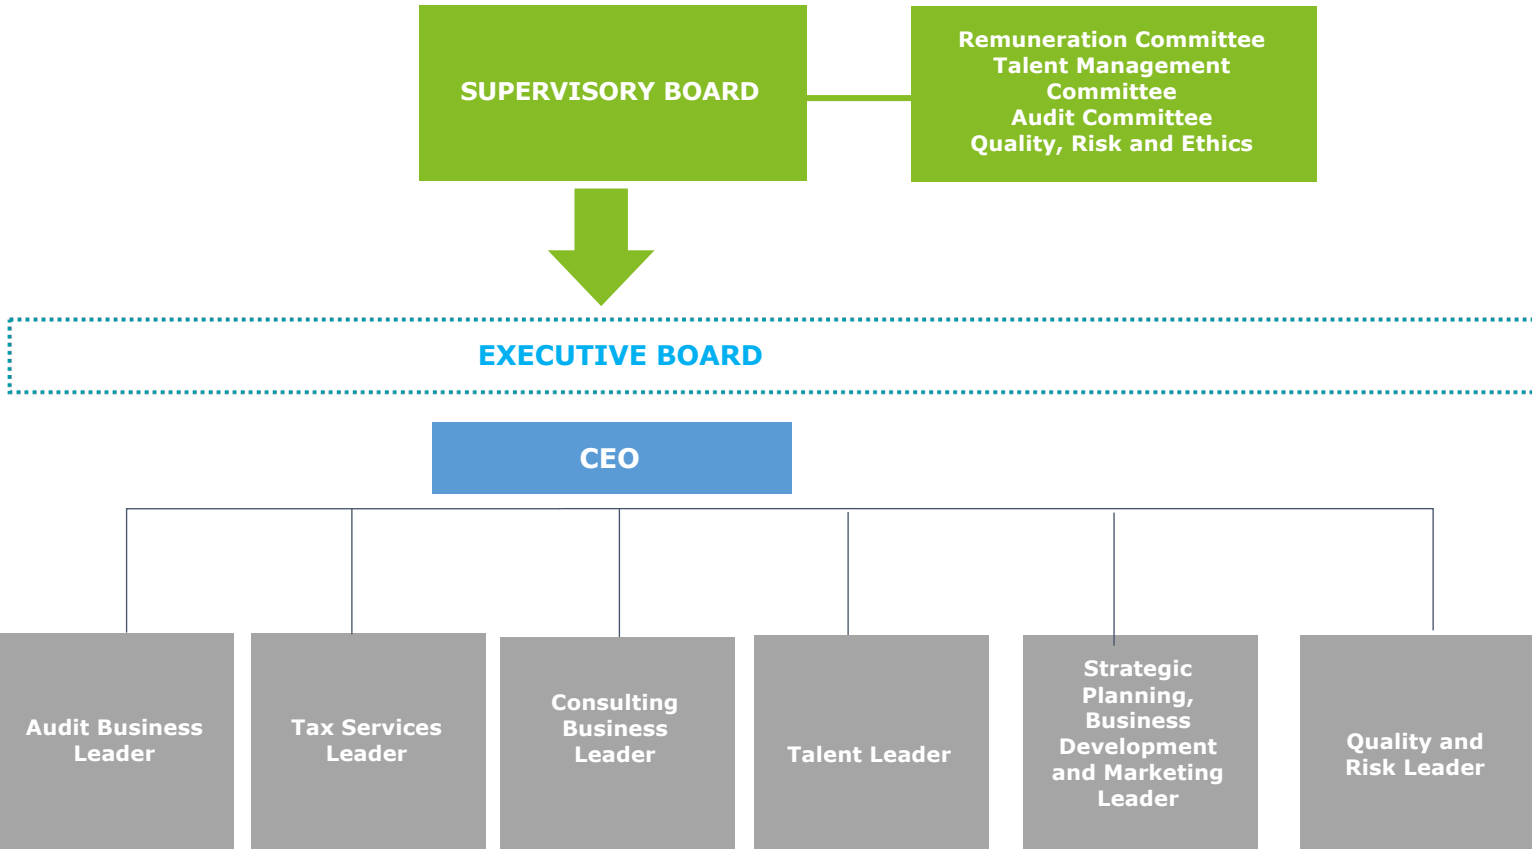 SUPERVISORY BOARD
Remuneration Committee
Talent Management
Committee
Audit Committee
Quality, Risk and Ethics
EXECUTIVE BOARD
CEO
Audit Business
Leader
Tax Services
Leader
Consulting
Business
Leader
Talent Leader
Strategic
Planning,
Business
Development
and Marketing
Leader
Quality and
Risk Leader